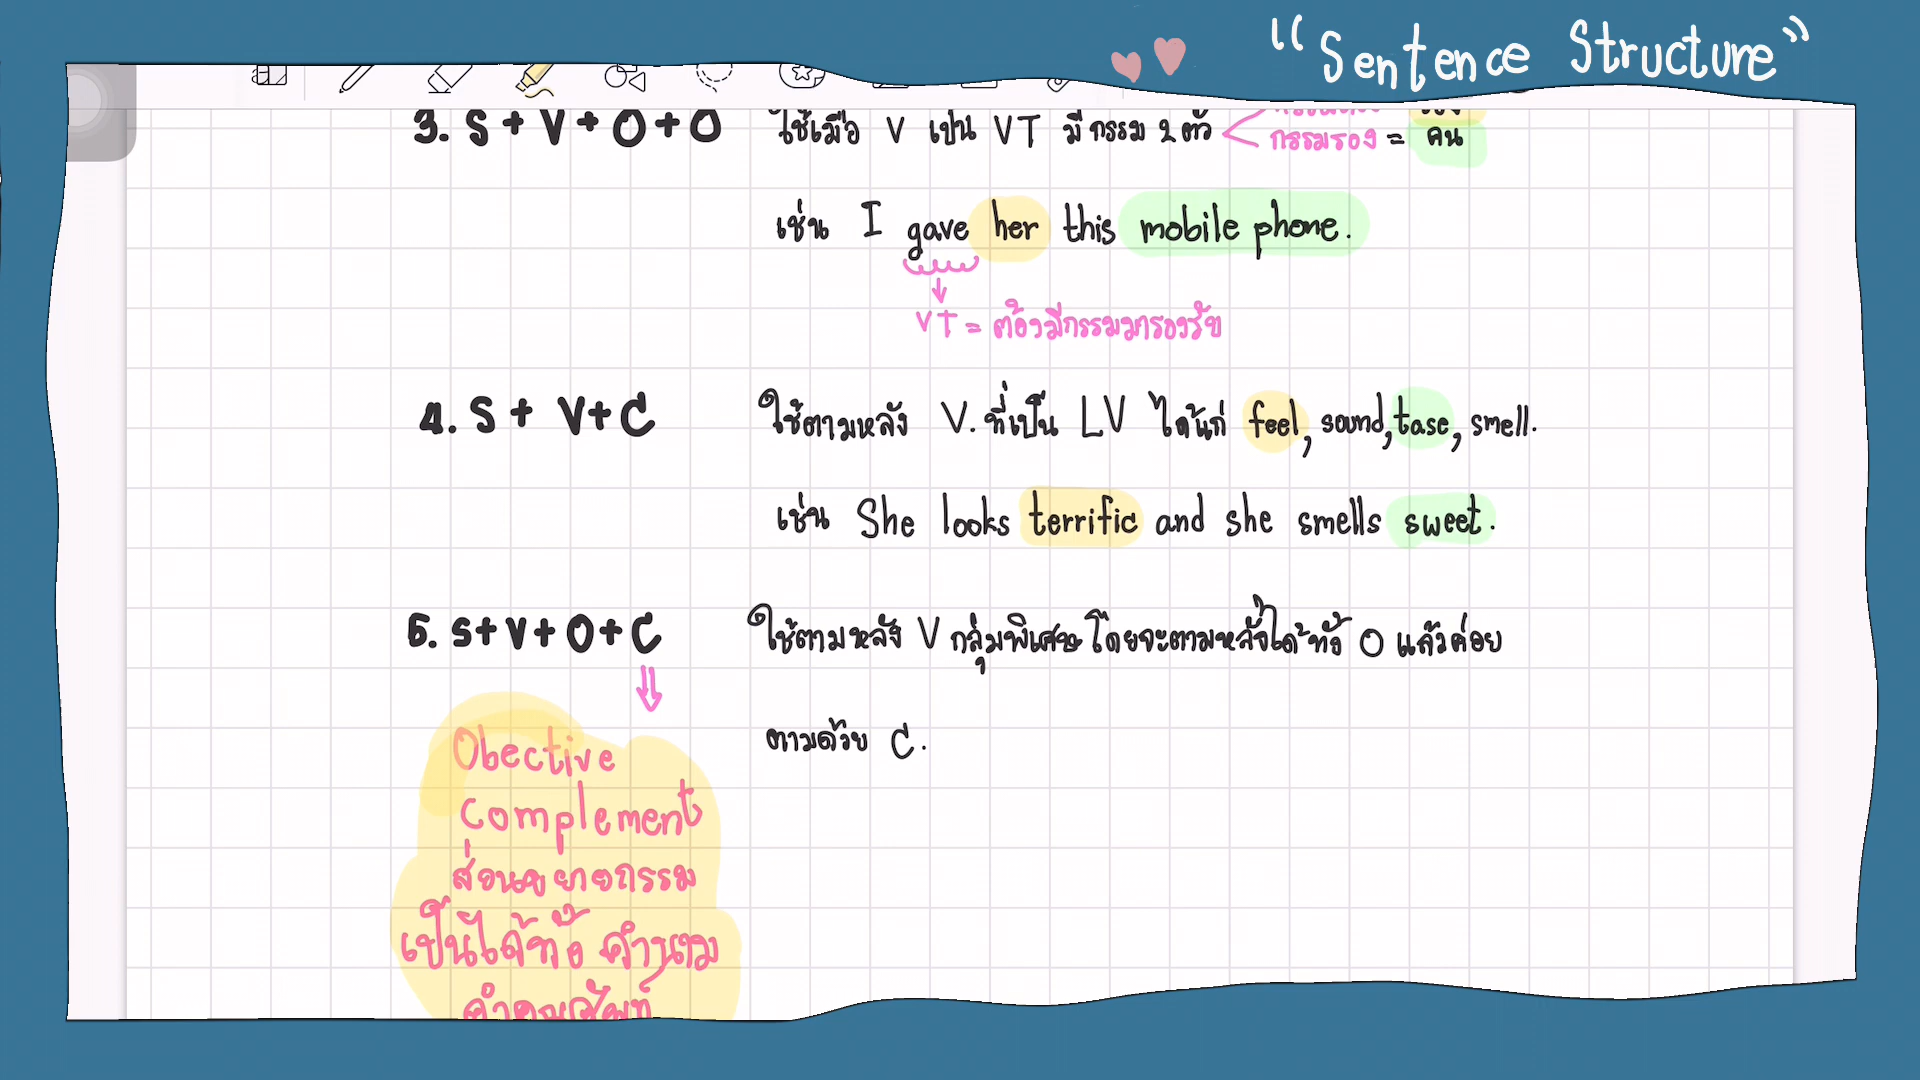 "Sentence Structure"
3. S + V + O + O ใช้เมื่อ V เป็น VT มีกรรม 2 ตัว
กรรมรอง = คน
เช่น I gave her this mobile phone.
VT = ต้องมีกรรมมารองรับ
4. S + V + C ใช้ตามหลัง V. ที่เป็น LV ได้แก่ feel, sound, tase, smell.
เช่น She looks terrific and she smells sweet.
5. S + V + O + C ใช้ตามหลัง V กลุ่มพิเศษ โดยจะตามหลังได้ทั้ง O แล้วค่อย
ตามด้วย C.
Obective
complement
ส่วนขยายกรรม
เป็นได้ทั้ง คำนาม
คำคุณศัพท์